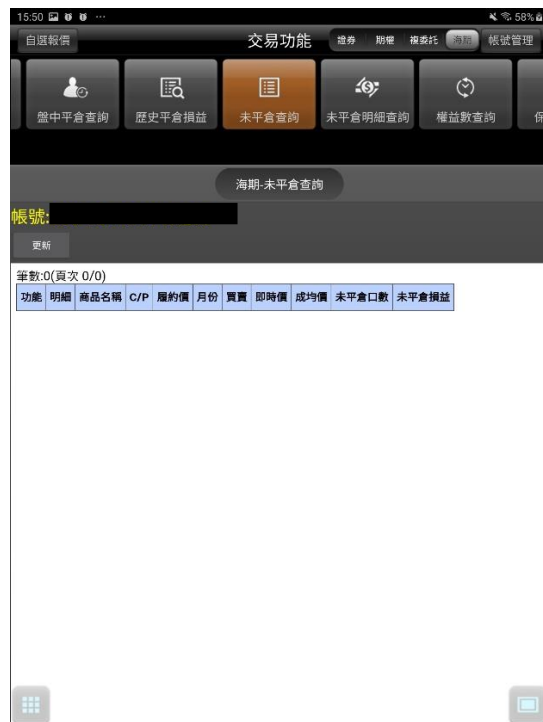 15:50 58%
自選報價 交易功能 證券 期權 複委託 海期 帳號管理
盤中平倉查詢 歷史平倉損益 未平倉查詢 未平倉明細查詢 權益數查詢
海期-未平倉查詢
帳號:
更新
筆數:0(頁次 0/0)
功能 明細 商品名稱 C/P 履約價 月份 買賣 即時價 成均價 未平倉口數 未平倉損益